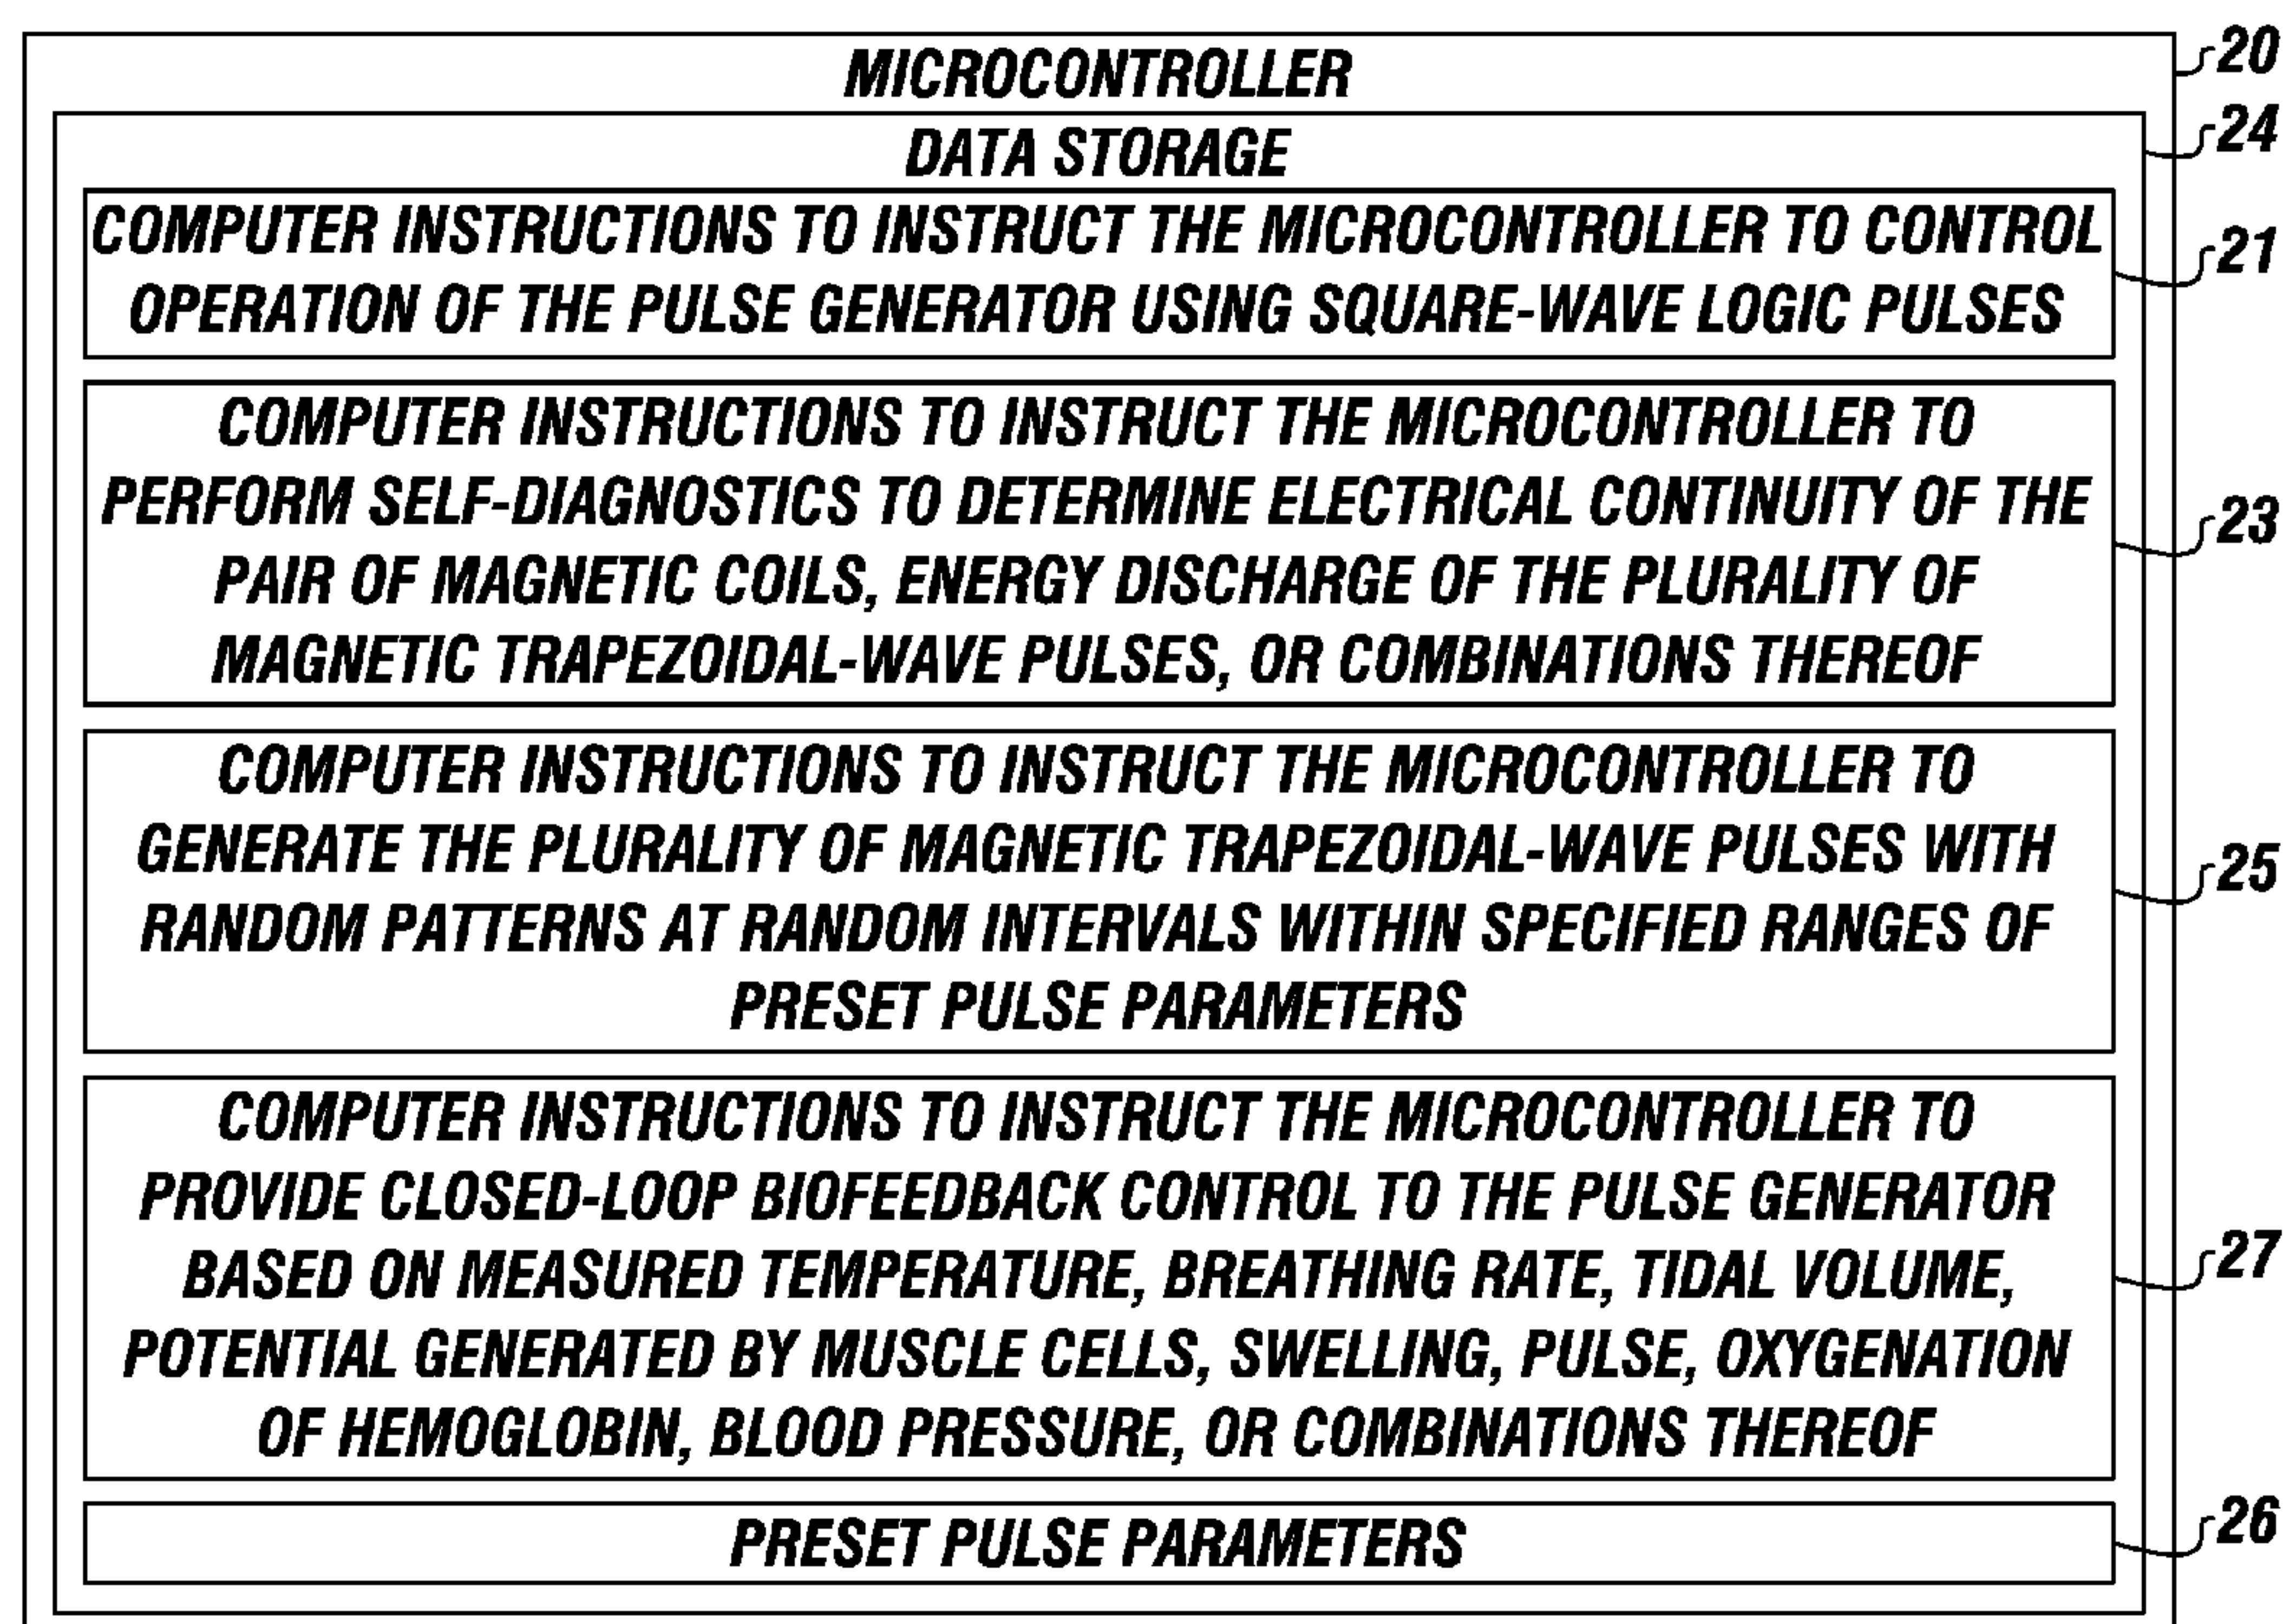 MICROCONTROLLER
20
DATA STORAGE
24
COMPUTER INSTRUCTIONS TO INSTRUCT THE MICROCONTROLLER TO CONTROL
OPERATION OF THE PULSE GENERATOR USING SQUARE-WAVE LOGIC PULSES
21
COMPUTER INSTRUCTIONS TO INSTRUCT THE MICROCONTROLLER TO
PERFORM SELF-DIAGNOSTICS TO DETERMINE ELECTRICAL CONTINUITY OF THE
PAIR OF MAGNETIC COILS, ENERGY DISCHARGE OF THE PLURALITY OF
MAGNETIC TRAPEZOIDAL-WAVE PULSES, OR COMBINATIONS THEREOF
23
COMPUTER INSTRUCTIONS TO INSTRUCT THE MICROCONTROLLER TO
GENERATE THE PLURALITY OF MAGNETIC TRAPEZOIDAL-WAVE PULSES WITH
RANDOM PATTERNS AT RANDOM INTERVALS WITHIN SPECIFIED RANGES OF
PRESET PULSE PARAMETERS
25
COMPUTER INSTRUCTIONS TO INSTRUCT THE MICROCONTROLLER TO
PROVIDE CLOSED-LOOP BIOFEEDBACK CONTROL TO THE PULSE GENERATOR
BASED ON MEASURED TEMPERATURE, BREATHING RATE, TIDAL VOLUME,
POTENTIAL GENERATED BY MUSCLE CELLS, SWELLING, PULSE, OXYGENATION
OF HEMOGLOBIN, BLOOD PRESSURE, OR COMBINATIONS THEREOF
27
PRESET PULSE PARAMETERS
26